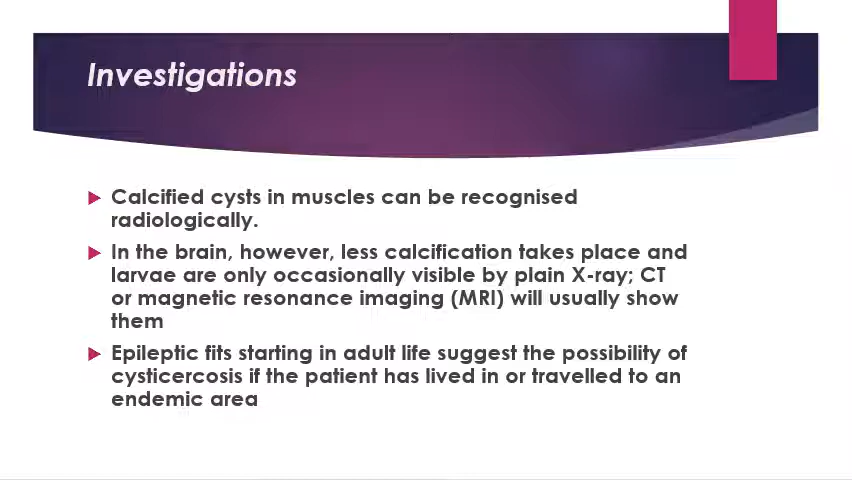 Investigations
Calcified cysts in muscles can be recognised
radiologically.
In the brain, however, less calcification takes place and
larvae are only occasionally visible by plain X-ray; CT
or magnetic resonance imaging (MRI) will usually show
them
Epileptic fits starting in adult life suggest the possibility of
cysticercosis if the patient has lived in or travelled to an
endemic area